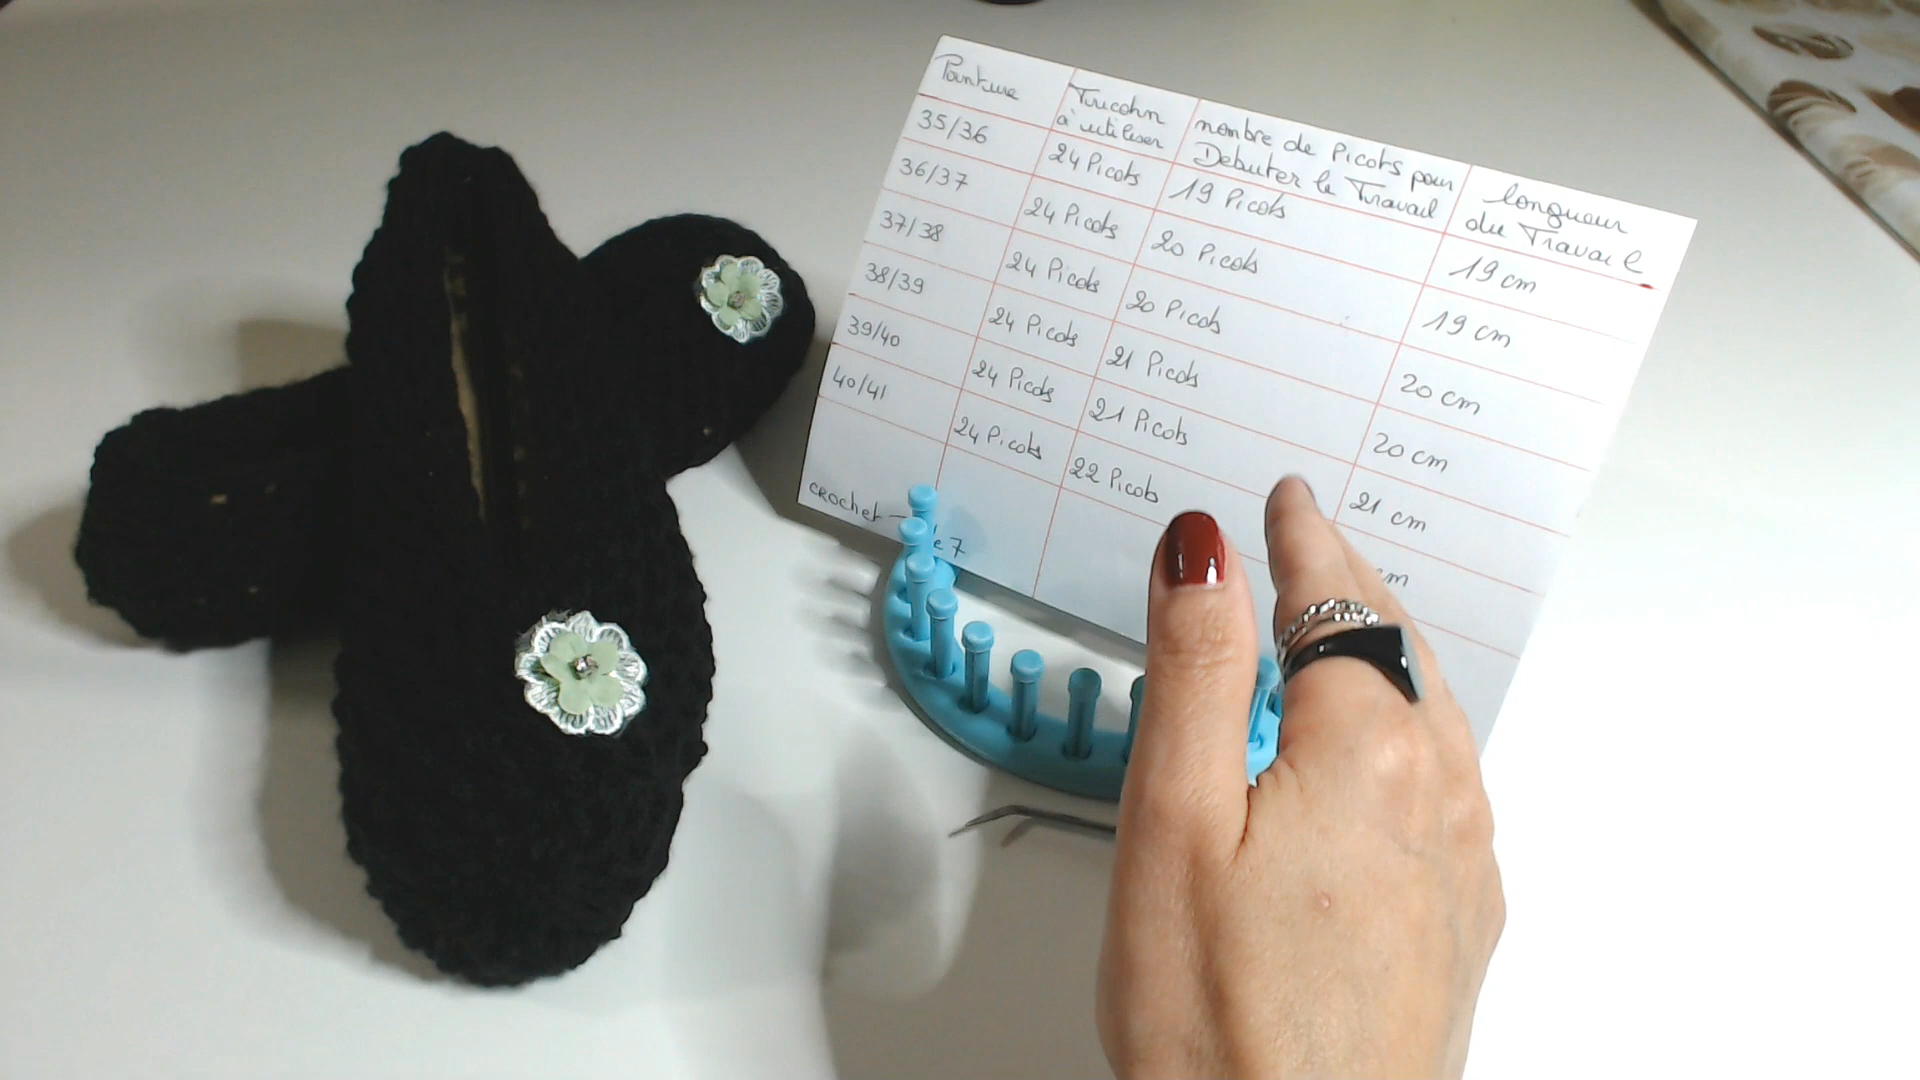 Pointure
Tricotin
à utiliser
nombre de Picots pour
Debuter le Travail
longueur
du Travail
35/36 24 Picots 19 Picots 19 cm
36/37 24 Picots 20 Picots 19 cm
37/38 24 Picots 20 Picots 20 cm
38/39 24 Picots 21 Picots 20 cm
39/40 24 Picots 21 Picots 21 cm
40/41 24 Picots 22 Picots cm
crochet 7